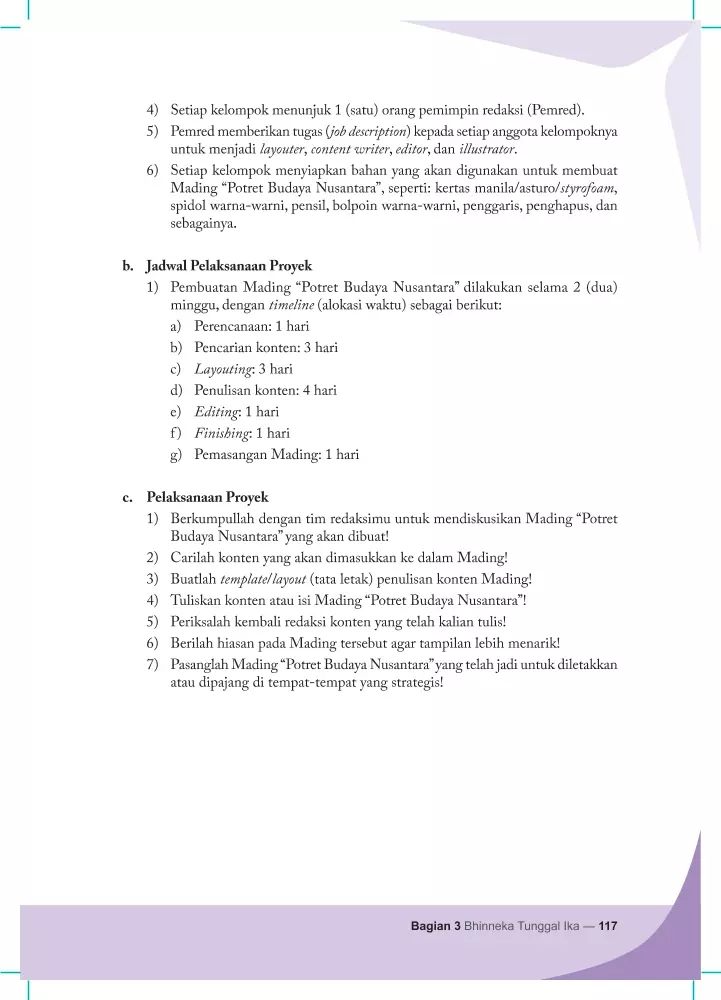 4) Setiap kelompok menunjuk 1 (satu) orang pemimpin redaksi (Pemred).
5) Pemred memberikan tugas (job description) kepada setiap anggota kelompoknya
untuk menjadi layouter, content writer, editor, dan illustrator.
6) Setiap kelompok menyiapkan bahan yang akan digunakan untuk membuat
Mading “Potret Budaya Nusantara”, seperti: kertas manila/asturo/styrofoam,
spidol warna-warni, pensil, bolpoin warna-warni, penggaris, penghapus, dan
sebagainya.
b. Jadwal Pelaksanaan Proyek
1) Pembuatan Mading “Potret Budaya Nusantara” dilakukan selama 2 (dua)
minggu, dengan timeline (alokasi waktu) sebagai berikut:
a) Perencanaan: 1 hari
b) Pencarian konten: 3 hari
c) Layouting: 3 hari
d) Penulisan konten: 4 hari
e) Editing: 1 hari
f) Finishing: 1 hari
g) Pemasangan Mading: 1 hari
c. Pelaksanaan Proyek
1) Berkumpullah dengan tim redaksimu untuk mendiskusikan Mading “Potret
Budaya Nusantara” yang akan dibuat!
2) Carilah konten yang akan dimasukkan ke dalam Mading!
3) Buatlah template/layout (tata letak) penulisan konten Mading!
4) Tuliskan konten atau isi Mading “Potret Budaya Nusantara”!
5) Periksalah kembali redaksi konten yang telah kalian tulis!
6) Berilah hiasan pada Mading tersebut agar tampilan lebih menarik!
7) Pasanglah Mading “Potret Budaya Nusantara” yang telah jadi untuk diletakkan
atau dipajang di tempat-tempat yang strategis!
Bagian 3 Bhinneka Tunggal Ika — 117